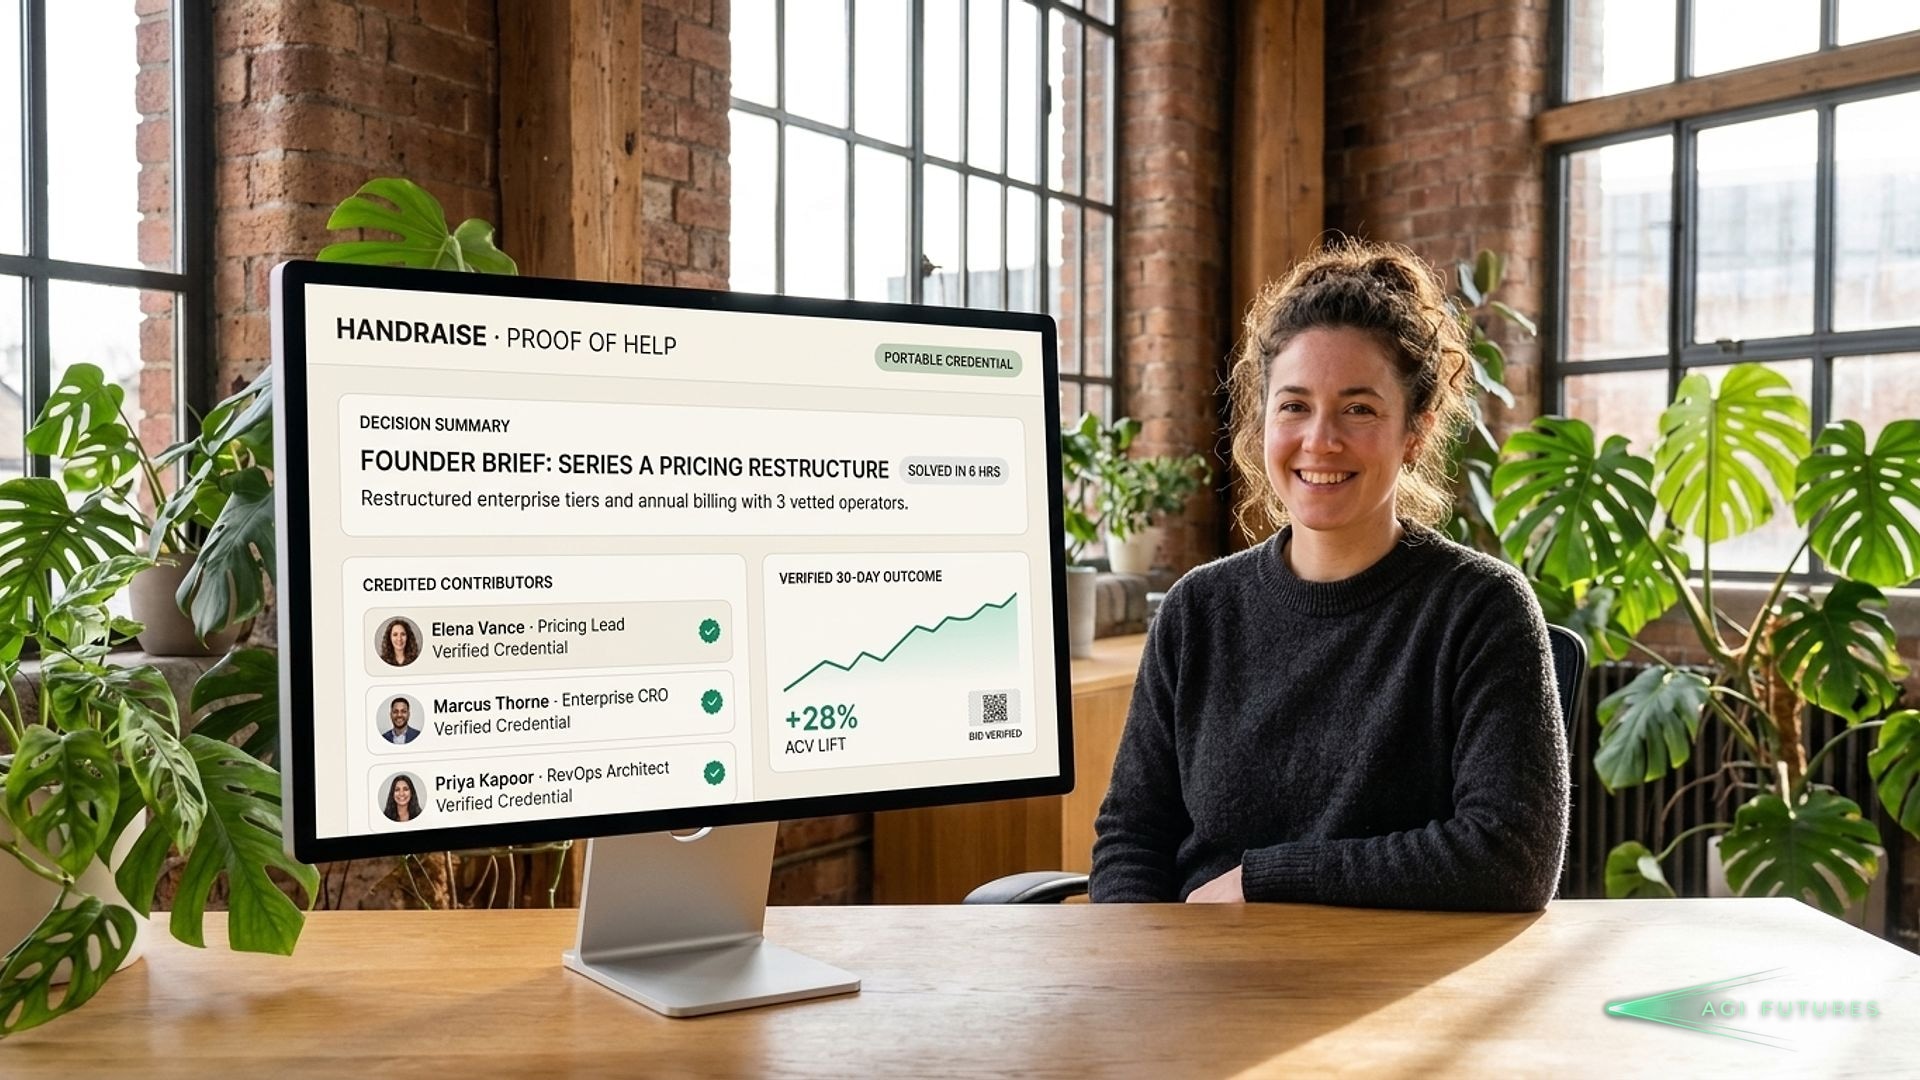 HANDRAISE · PROOF OF HELP
PORTABLE CREDENTIAL
DECISION SUMMARY
FOUNDER BRIEF: SERIES A PRICING RESTRUCTURE
SOLVED IN 6 HRS
Restructured enterprise tiers and annual billing with 3 vetted operators.
CREDITED CONTRIBUTORS
Elena Vance · Pricing Lead
Verified Credential
Marcus Thorne · Enterprise CRO
Verified Credential
Priya Kapoor · RevOps Architect
Verified Credential
VERIFIED 30-DAY OUTCOME
+28%
ACV LIFT
BID VERIFIED
AGI FUTURES